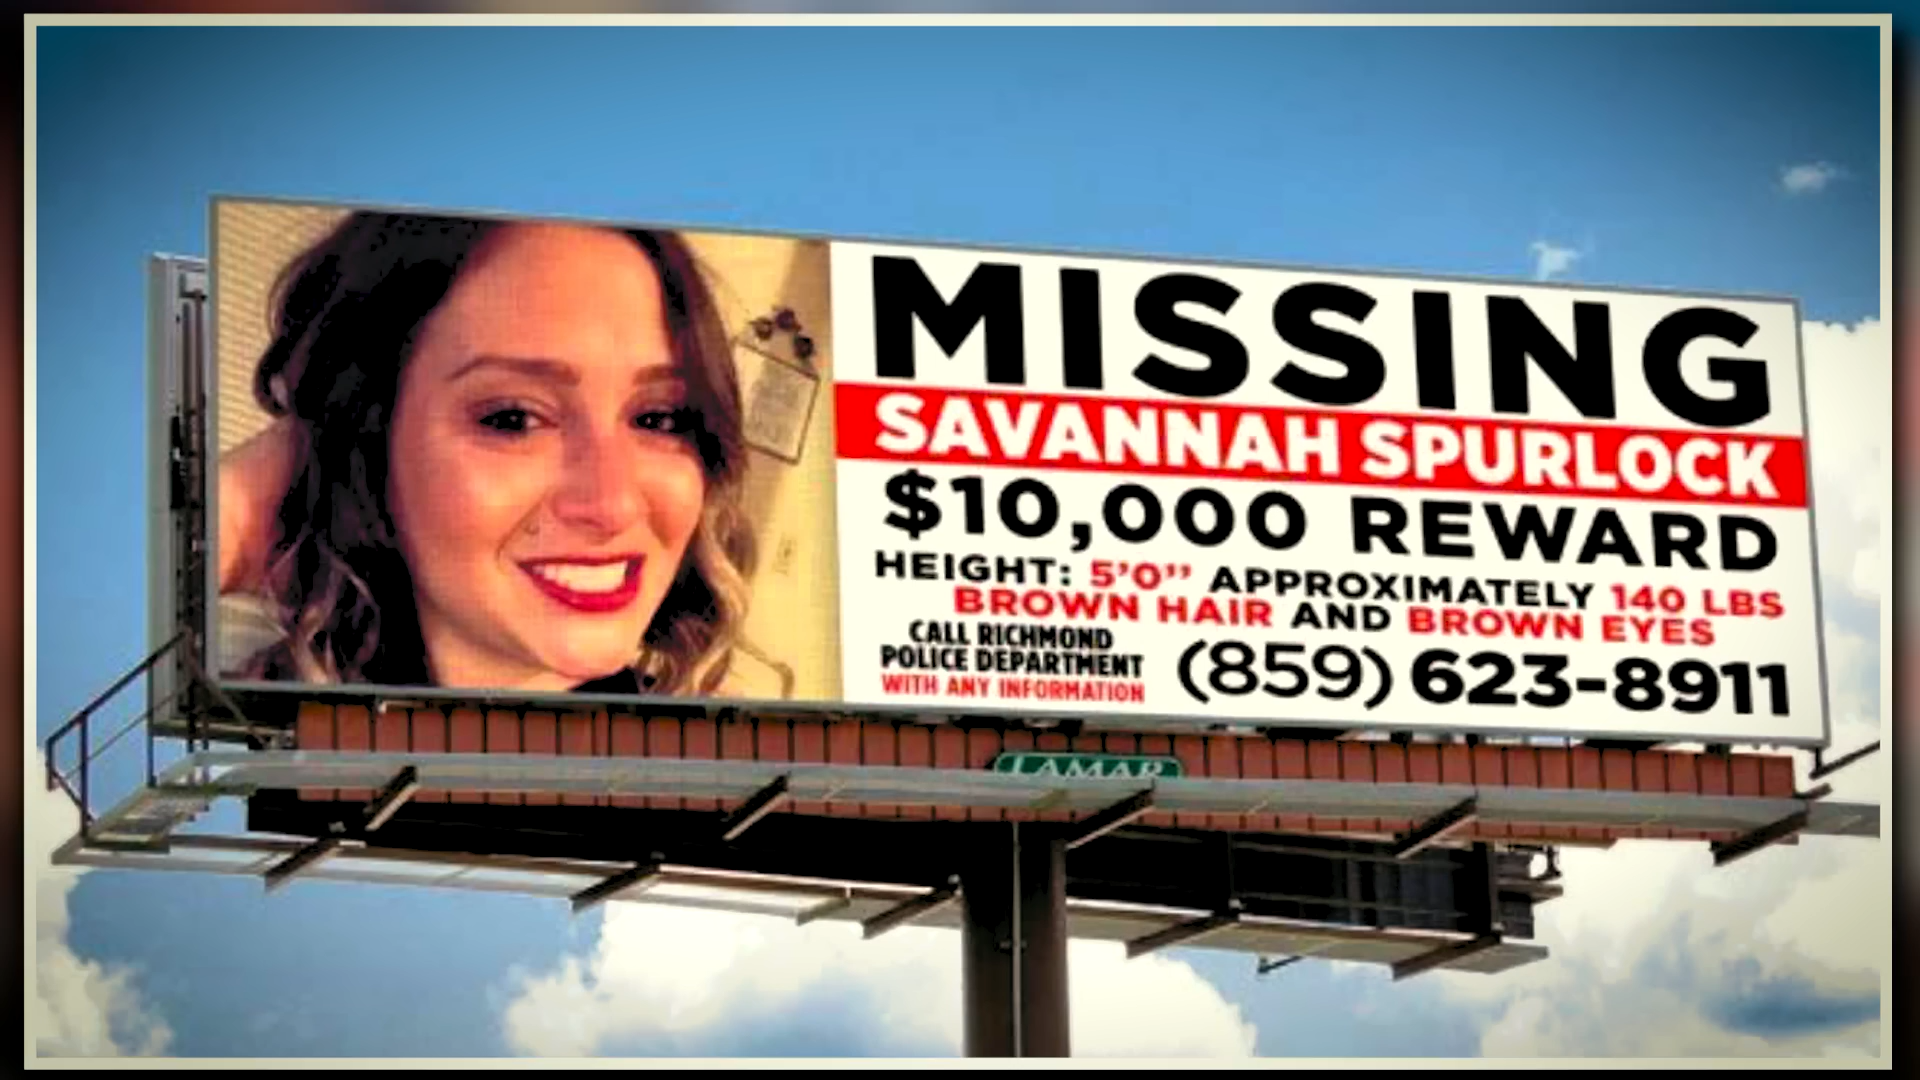 MISSING
SAVANNAH SPURLOCK
$10,000 REWARD
HEIGHT: 5'0" APPROXIMATELY 140 LBS
BROWN HAIR AND BROWN EYES
CALL RICHMOND
POLICE DEPARTMENT
WITH ANY INFORMATION
(859) 623-8911
LAMAR